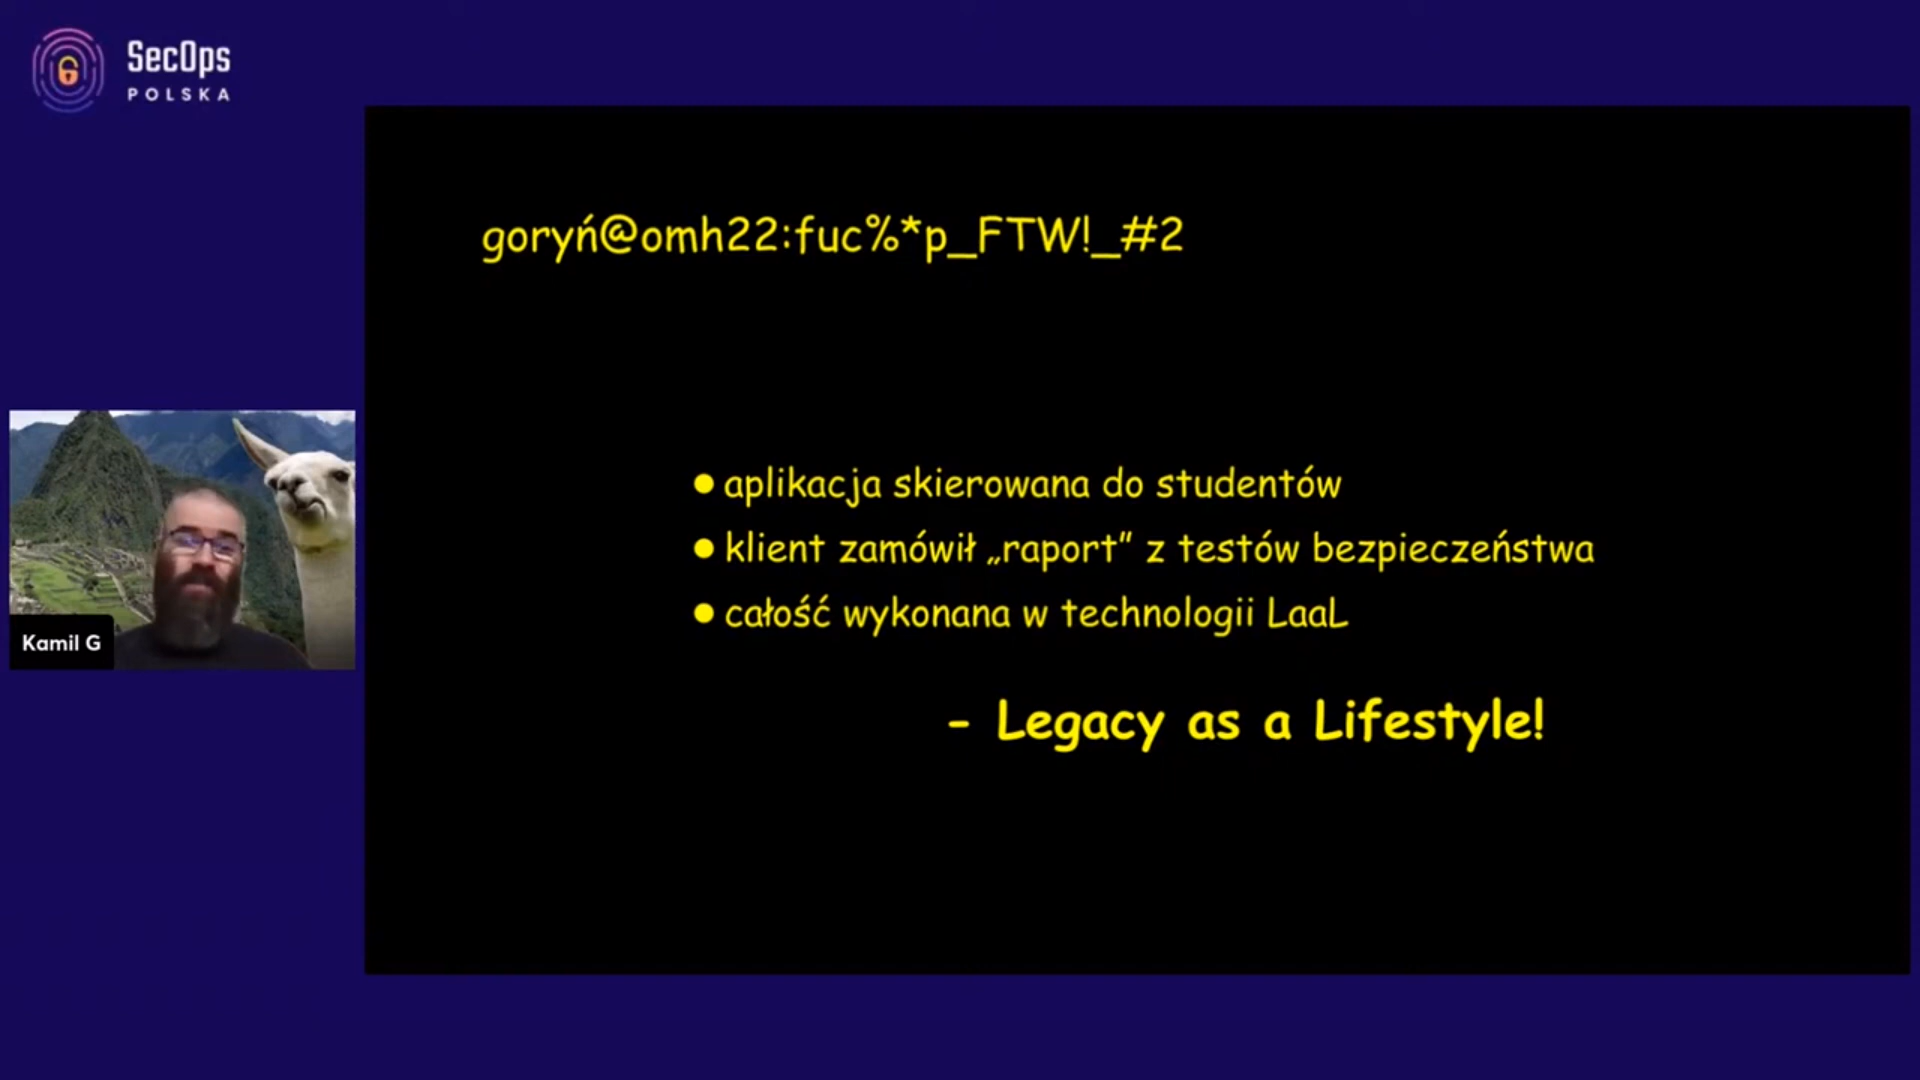 SecOps
POLSKA
goryń@omh22:fuc%*p_FTW!_#2
● aplikacja skierowana do studentów
● klient zamówił „raport” z testów bezpieczeństwa
● całość wykonana w technologii LaaL
- Legacy as a Lifestyle!
Kamil G